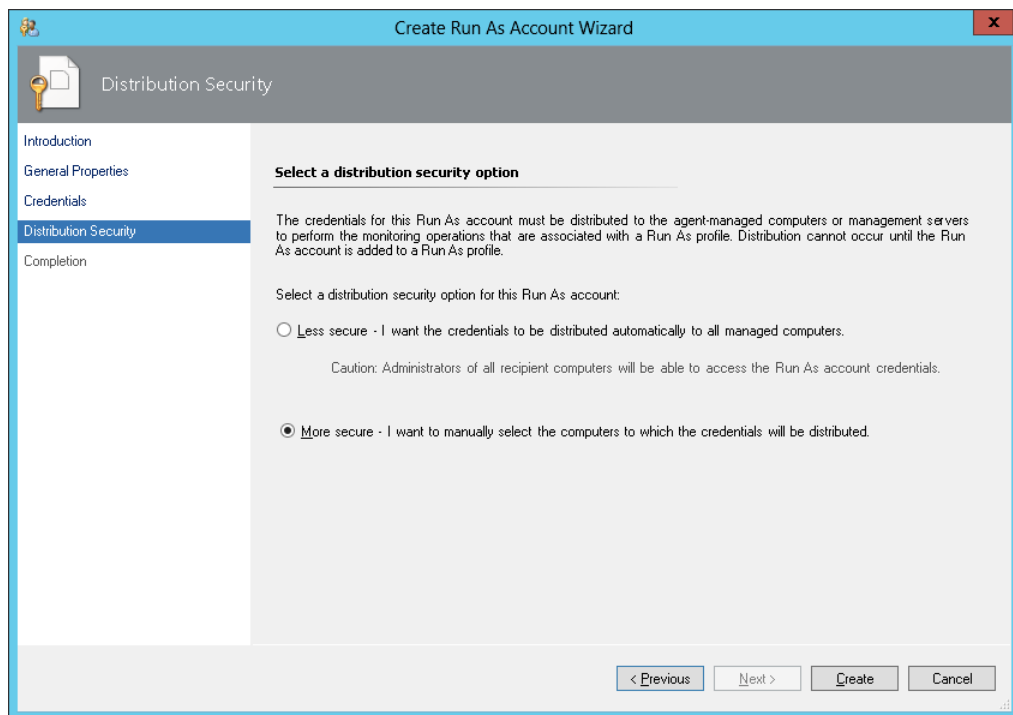 Create Run As Account Wizard
x
Distribution Security
Introduction
General Properties
Credentials
Distribution Security
Completion
Select a distribution security option
The credentials for this Run As account must be distributed to the agent-managed computers or management servers
to perform the monitoring operations that are associated with a Run As profile. Distribution cannot occur until the Run
As account is added to a Run As profile.
Select a distribution security option for this Run As account:
Less secure - I want the credentials to be distributed automatically to all managed computers.
Caution: Administrators of all recipient computers will be able to access the Run As account credentials.
More secure - I want to manually select the computers to which the credentials will be distributed.
< Previous Next > Create Cancel